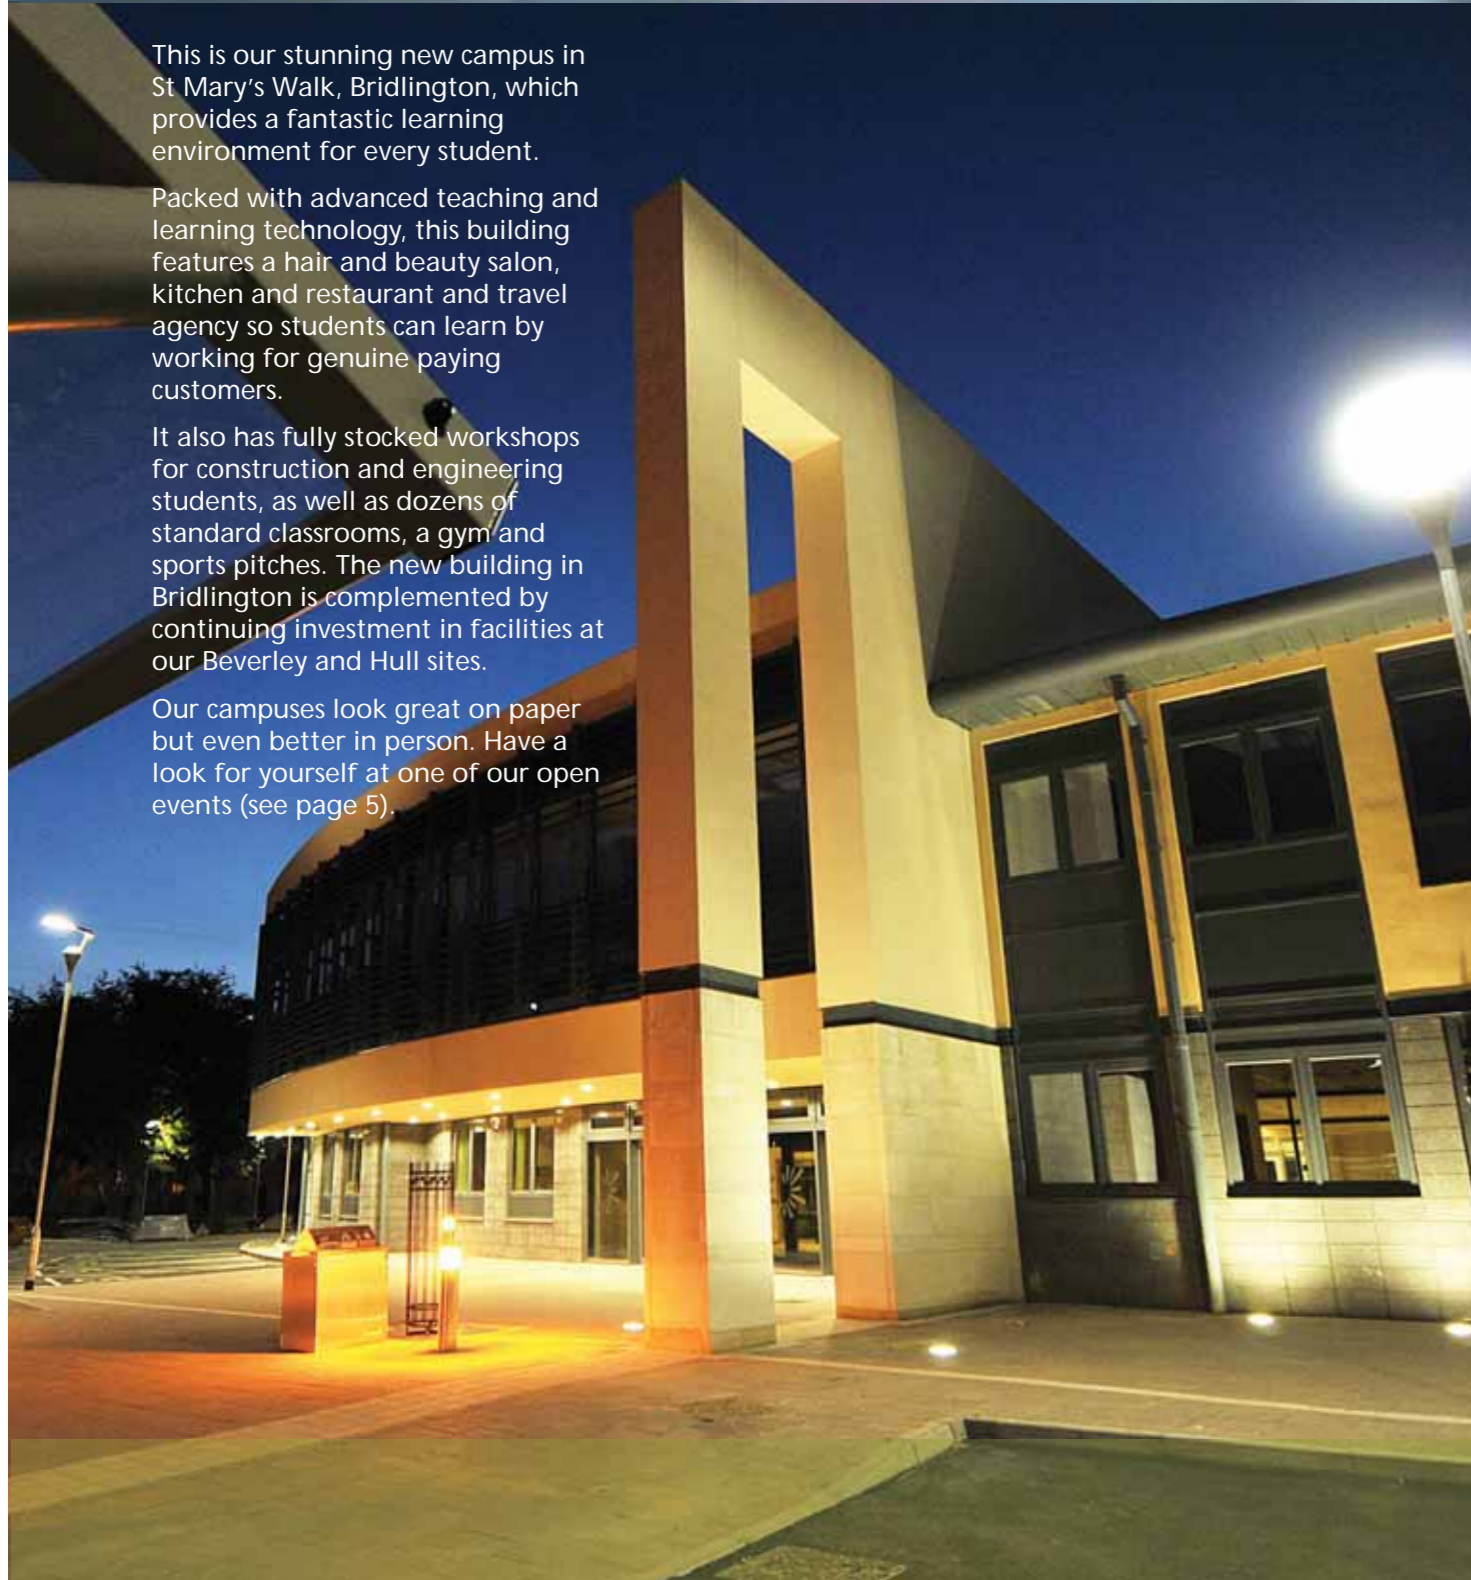 This is our stunning new campus in
St Mary's Walk, Bridlington, which
provides a fantastic learning
environment for every student.
Packed with advanced teaching and
learning technology, this building
features a hair and beauty salon,
kitchen and restaurant and travel
agency so students can learn by
working for genuine paying
customers.
It also has fully stocked workshops
for construction and engineering
students, as well as dozens of
standard classrooms, a gym and
sports pitches. The new building in
Bridlington is complemented by
continuing investment in facilities at
our Beverley and Hull sites.
Our campuses look great on paper
but even better in person. Have a
look for yourself at one of our open
events (see page 5).